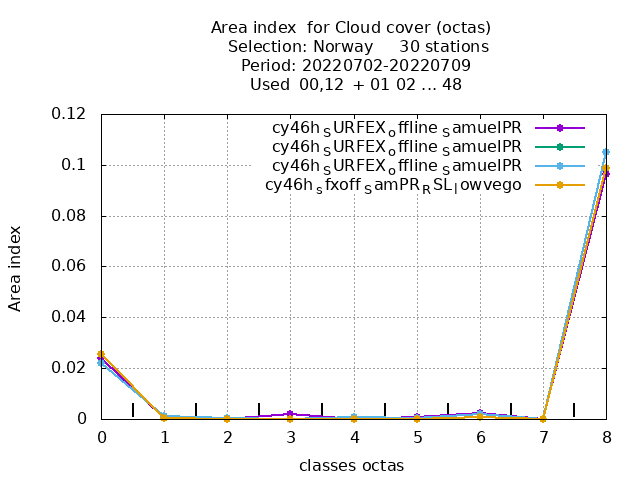 Area index  for Cloud cover (octas)
Selection: Norway     30 stations
Period: 20220702-20220709
Used  00,12  + 01 02 ... 48
cy46h_SURFEX_offline_SamuelPR
cy46h_SURFEX_offline_SamuelPR
cy46h_SURFEX_offline_SamuelPR
cy46h_sfxoff_SamPR_RSL_lowvego
0.12
0.1
0.08
0.06
0.04
0.02
0
Area index
0 1 2 3 4 5 6 7 8
classes octas